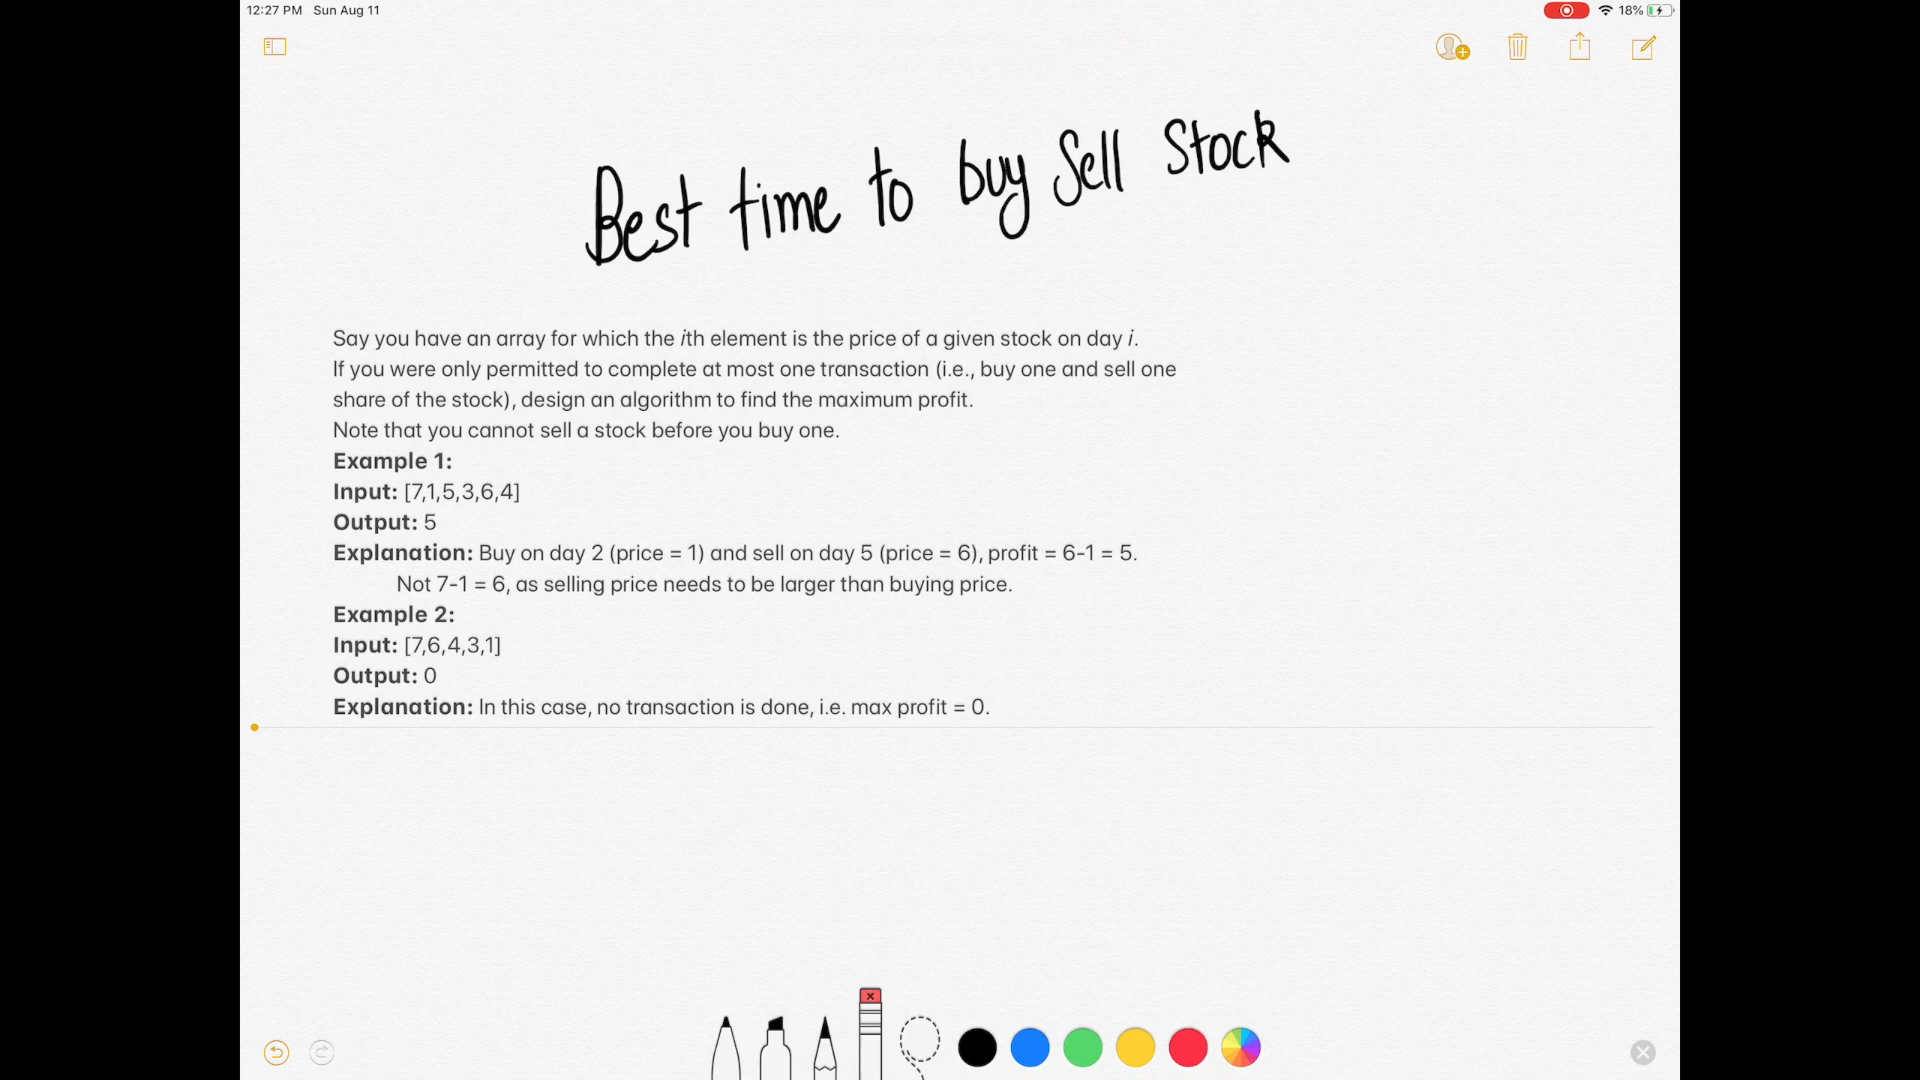 12:27 PM Sun Aug 11
18%
Best time to buy Sell Stock
Say you have an array for which the ith element is the price of a given stock on day i.
If you were only permitted to complete at most one transaction (i.e., buy one and sell one
share of the stock), design an algorithm to find the maximum profit.
Note that you cannot sell a stock before you buy one.
Example 1:
Input: [7,1,5,3,6,4]
Output: 5
Explanation: Buy on day 2 (price = 1) and sell on day 5 (price = 6), profit = 6-1 = 5.
Not 7-1 = 6, as selling price needs to be larger than buying price.
Example 2:
Input: [7,6,4,3,1]
Output: 0
Explanation: In this case, no transaction is done, i.e. max profit = 0.